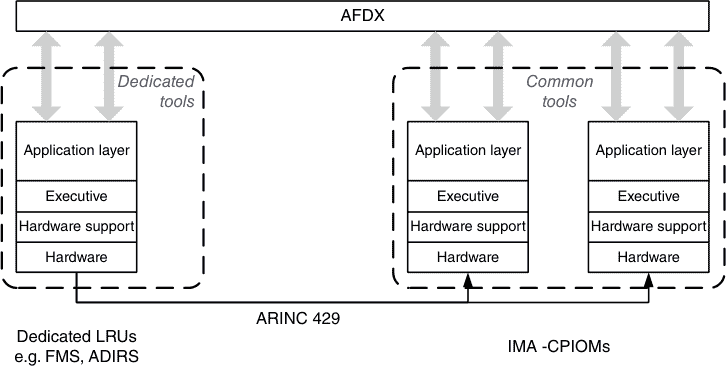 AFDX
Dedicated
tools
Common
tools
Application layer
Executive
Hardware support
Hardware
Application layer
Executive
Hardware support
Hardware
Application layer
Executive
Hardware support
Hardware
ARINC 429
Dedicated LRUs
e.g. FMS, ADIRS
IMA -CPIOMs